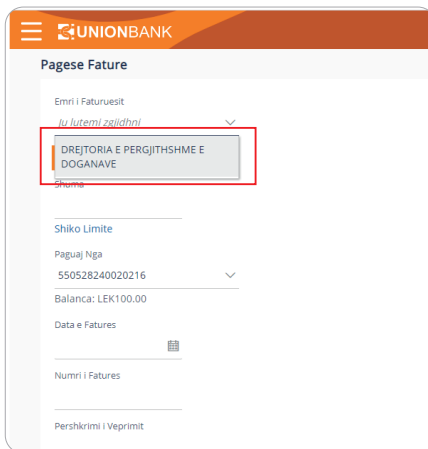 UNIONBANK
Pagese Fature
Emri i Faturuesit
Ju lutemi zgjidhni
DREJTORIA E PERGJITHSHME E
DOGANAVE
Shuma
Shiko Limite
Paguaj Nga
550528240020216
Balanca: LEK100.00
Data e Fatures
Numri i Fatures
Pershkrimi i Veprimit